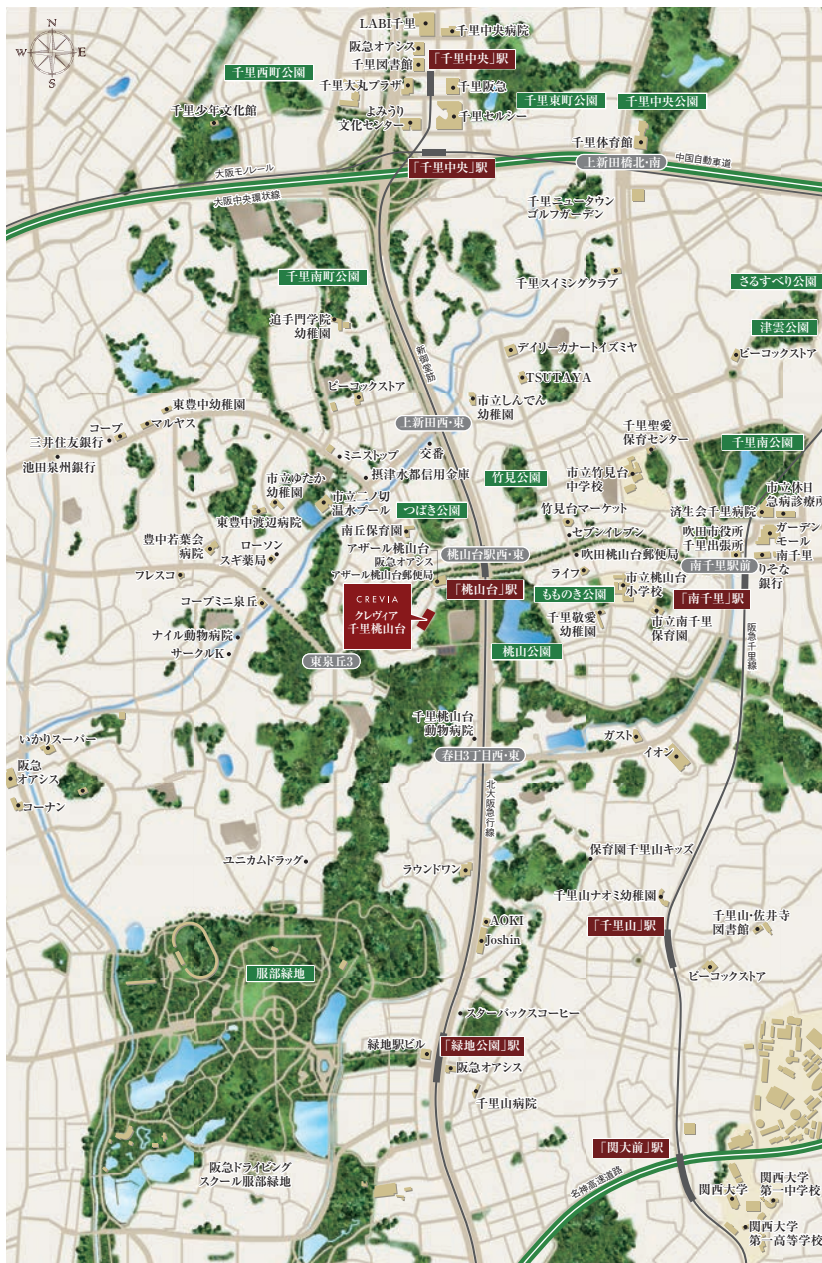 N
W
E
S
LABI千里
千里中央病院
阪急オアシス
「千里中央」駅
千里図書館
千里西町公園
千里大丸プラザ
千里阪急
千里東町公園
千里中央公園
千里少年文化館
よみうり
文化センター
千里セルシー
千里体育館
「千里中央」駅
上新田橋北・南
中国自動車道
大阪モノレール
大阪中央環状線
千里ニュータウン
ゴルフガーデン
千里南町公園
千里スイミングクラブ
さるすべり公園
追手門学院
幼稚園
津雲公園
新御堂筋
デイリーカナートイズミヤ
ピーコックストア
TSUTAYA
ピーコックストア
市立しんでん
幼稚園
東豊中幼稚園
マルヤス
コープ
三井住友銀行
池田泉州銀行
上新田西・東
交番
千里聖愛
保育センター
千里南公園
ミニストップ
摂津水都信用金庫
市立ゆたか
幼稚園
竹見公園
市立竹見台
中学校
市立休日
急病診療所
市立二ノ切
温水プール
つばき公園
竹見台マーケット
済生会千里病院
東豊中渡辺病院
南丘保育園
セブンイレブン
吹田市役所
千里出張所
ガーデン
モール
豊中若葉会
病院
ローソン
スギ薬局
アザール桃山台
阪急オアシス
アザール桃山台郵便局
桃山台駅西・東
吹田桃山台郵便局
南千里
フレスコ
ライフ
南千里駅前
りそな
銀行
市立桃山台
小学校
コープミニ泉丘
CREVIA
クレヴィア
千里桃山台
「桃山台」駅
もものき公園
「南千里」駅
千里敬愛
幼稚園
市立南千里
保育園
ナイル動物病院
サークルK
東泉丘3
桃山公園
阪急千里線
千里桃山台
動物病院
いかりスーパー
ガスト
イオン
春日3丁目西・東
阪急
オアシス
コーナン
北大阪急行線
ユニカムドラッグ
ラウンドワン
保育園千里山キッズ
千里山ナオミ幼稚園
AOKI
Joshin
「千里山」駅
千里山・佐井寺
図書館
服部緑地
ピーコックストア
スターバックスコーヒー
緑地駅ビル
「緑地公園」駅
阪急オアシス
千里山病院
「関大前」駅
阪急ドライビング
スクール服部緑地
名神高速道路
関西大学
関西大学
第一中学校
関西大学
第一高等学校